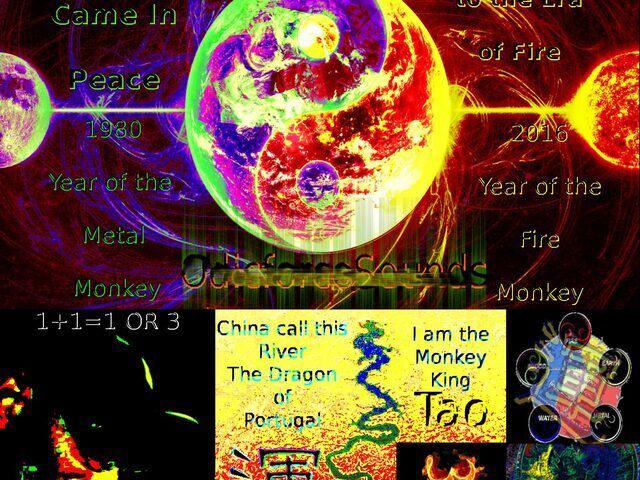 Came In
to the Era
of Fire
Peace
1980
2016
Year of the
Year of the
Metal
Fire
Monkey
Monkey
1+1=1 OR 3
China call this
River
The Dragon
of
Portugal
I am the
Monkey
King
Tao
WATER
METAL
運